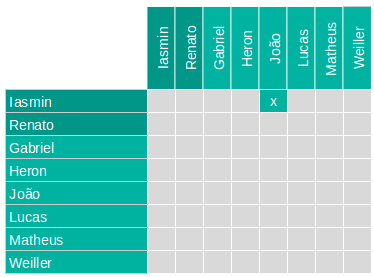 Iasmin
Renato
Gabriel
Heron
João
Lucas
Matheus
Weiller
Iasmin x
Renato
Gabriel
Heron
João
Lucas
Matheus
Weiller